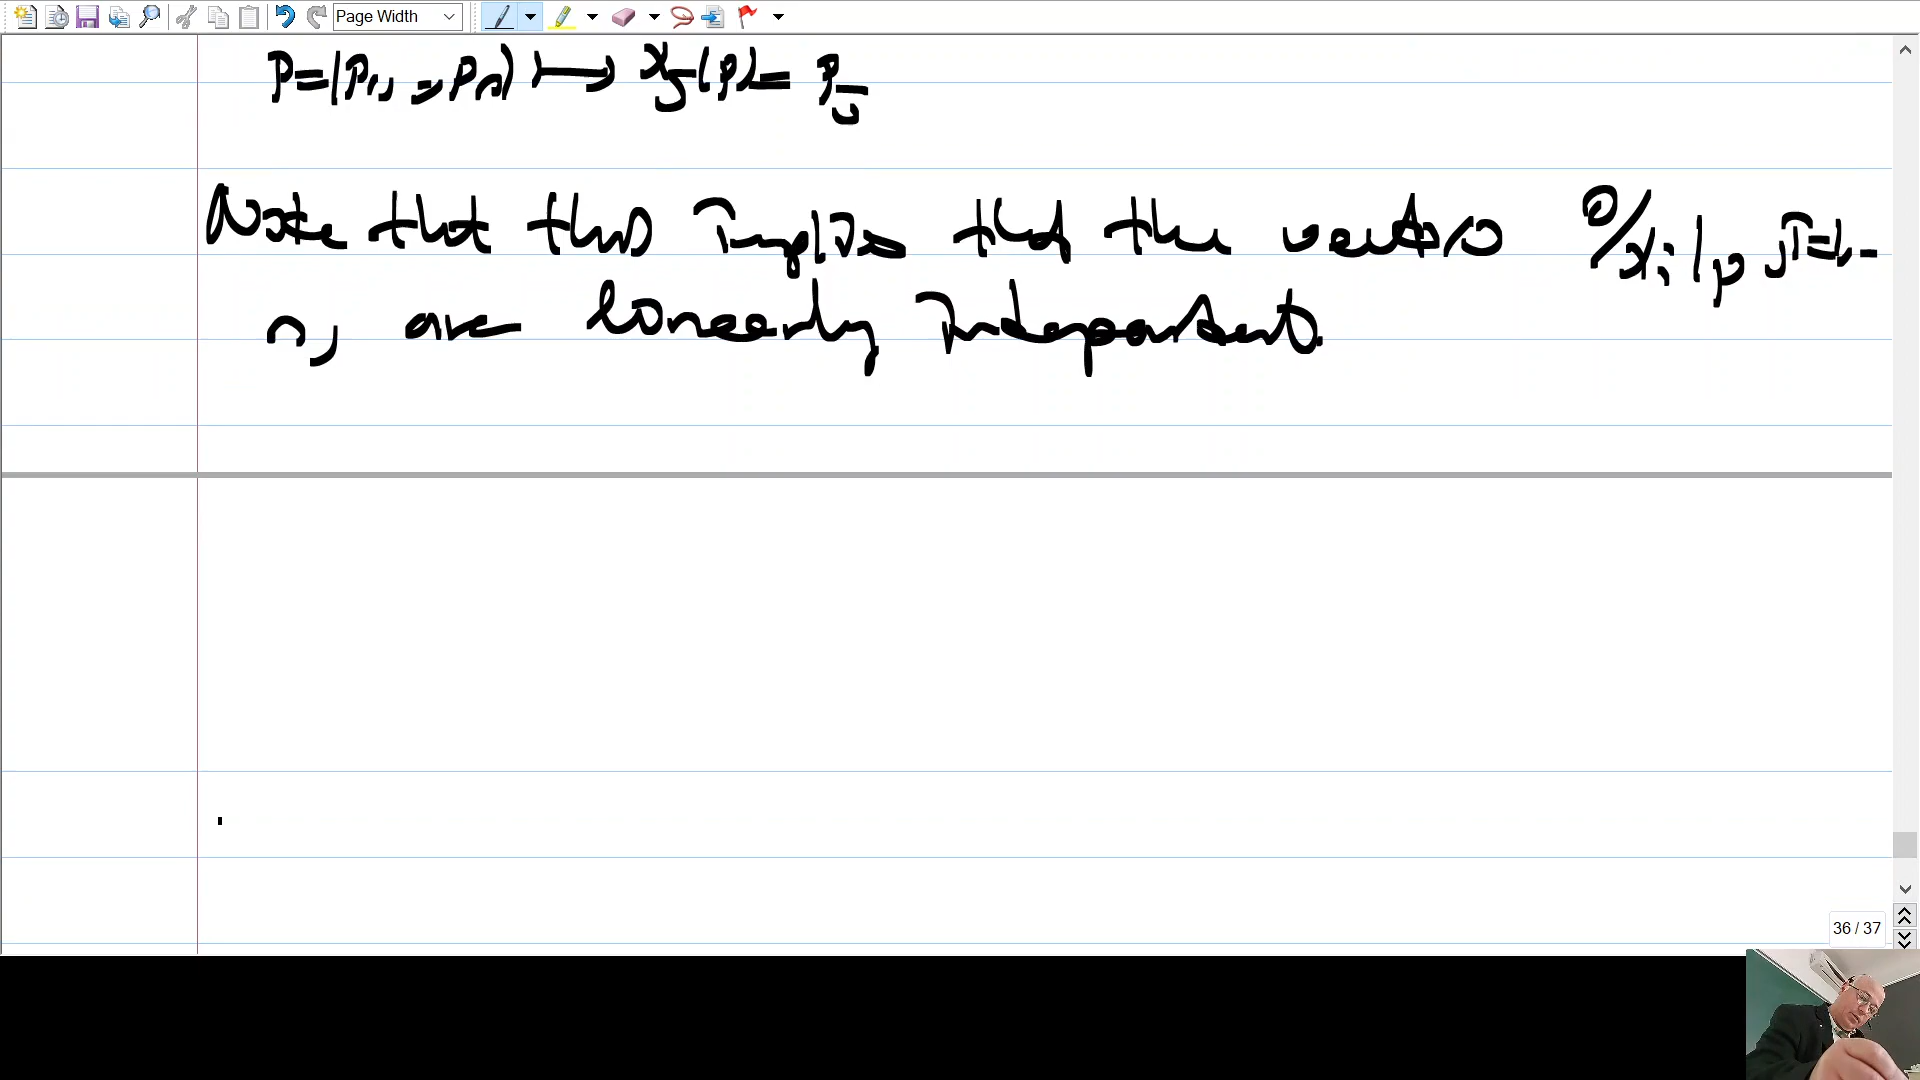 Page Width
P=(P1, -, Pn) ⟼ xj(p)= Pj
Note that this implies that the vectors ∂/xi|p, i=1, -
n, are linearly independent.
36 / 37